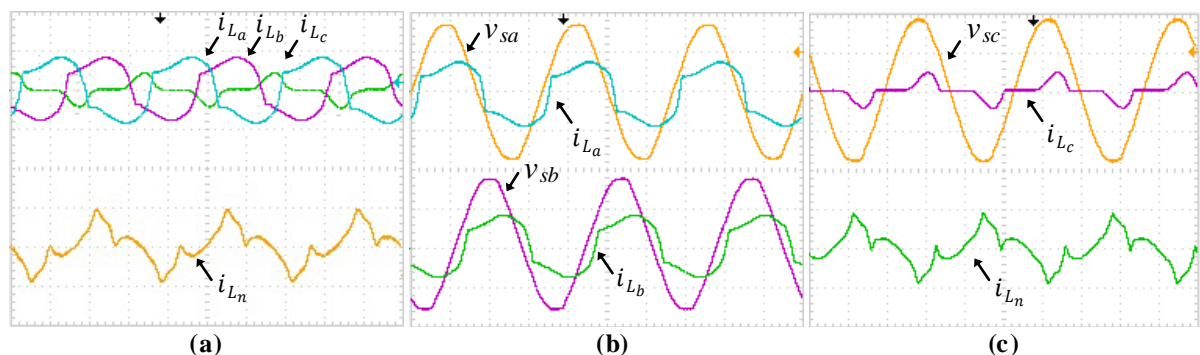 i_{L_a} i_{L_b} i_{L_c}
i_{L_n}
(a)
v_{sa}
i_{L_a}
v_{sb}
i_{L_b}
(b)
v_{sc}
i_{L_c}
i_{L_n}
(c)